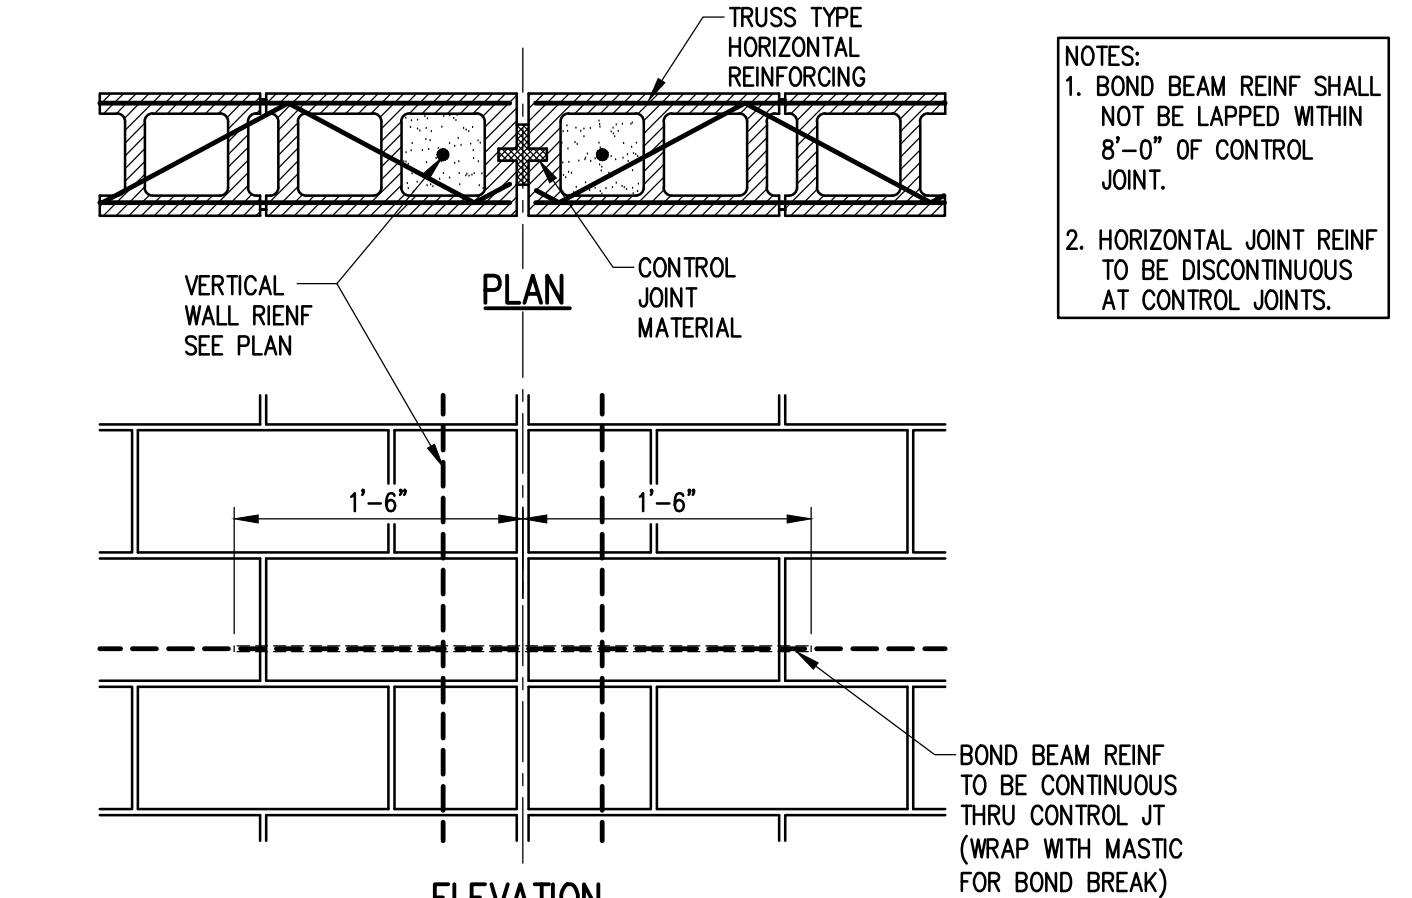 TRUSS TYPE
HORIZONTAL
REINFORCING
NOTES:
1. BOND BEAM REINF SHALL
NOT BE LAPPED WITHIN
8'-0" OF CONTROL
JOINT.
2. HORIZONTAL JOINT REINF
TO BE DISCONTINUOUS
AT CONTROL JOINTS.
VERTICAL
WALL RIENF
SEE PLAN
PLAN
CONTROL
JOINT
MATERIAL
1'-6"
1'-6"
BOND BEAM REINF
TO BE CONTINUOUS
THRU CONTROL JT
(WRAP WITH MASTIC
FOR BOND BREAK)
ELEVATION